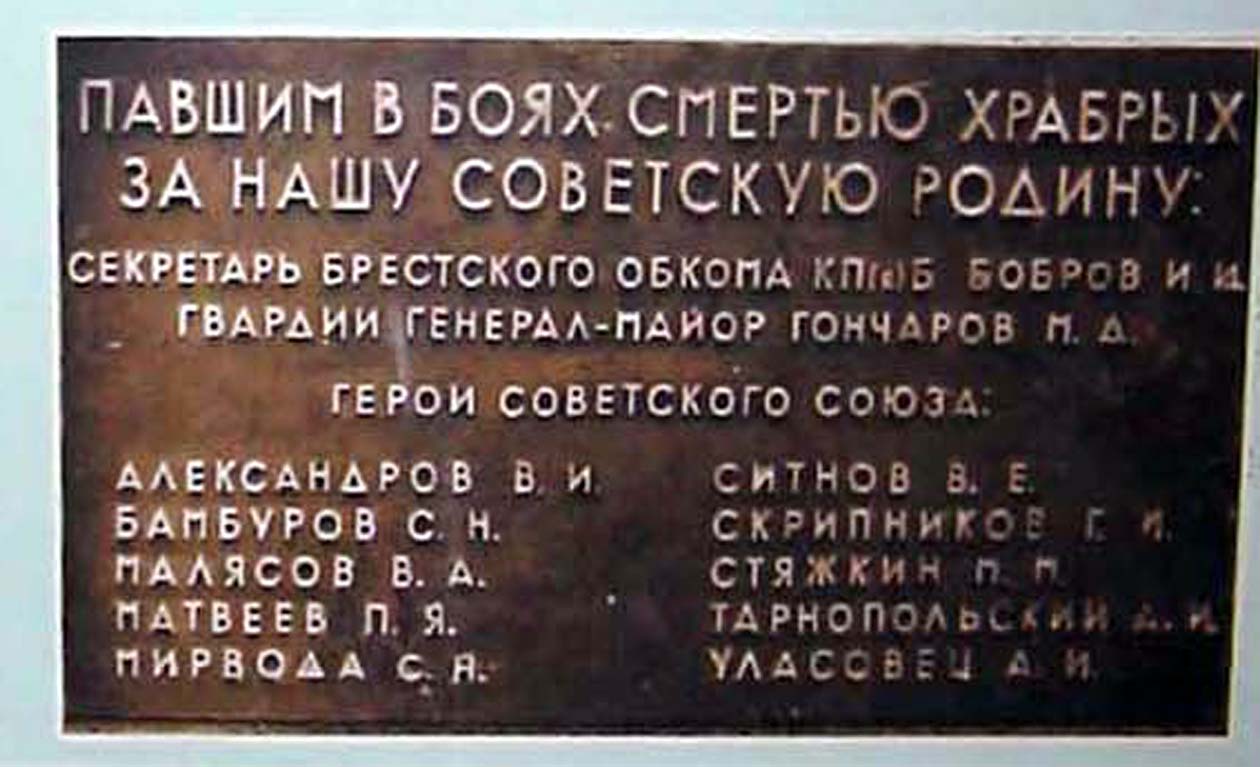 ПАВШИМ В БОЯХ СМЕРТЬЮ ХРАБРЫХ
ЗА НАШУ СОВЕТСКУЮ РОДИНУ:
СЕКРЕТАРЬ БРЕСТСКОГО ОБКОМА КП(б)Б БОБРОВ И И.
ГВАРДИИ ГЕНЕРАЛ-МАЙОР ГОНЧАРОВ М. Д.
ГЕРОИ СОВЕТСКОГО СОЮЗА:
АЛЕКСАНДРОВ В. И.
БАМБУРОВ С. Н.
МАЛЯСОВ В. А.
МАТВЕЕВ П. Я.
МИРВОДА С. Я.
СИТНОВ В. Е.
СКРИПНИКОВ Г. И.
СТЯЖКИН М. М.
ТАРНОПОЛЬСКИЙ И.
УЛАСОВЕЦ А. И.